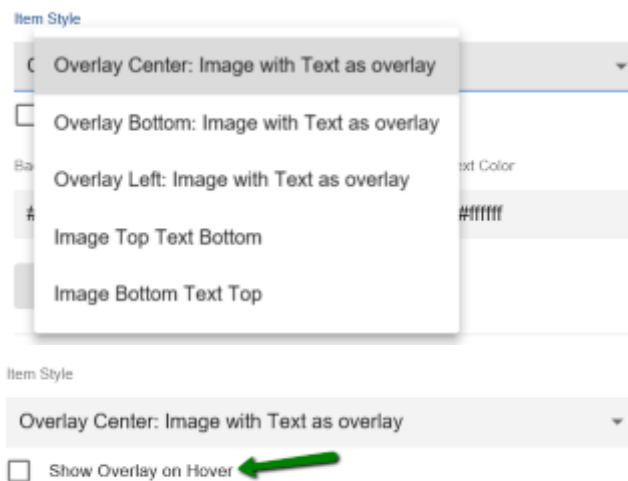 Item Style
Overlay Center: Image with Text as overlay
Overlay Bottom: Image with Text as overlay
Overlay Left: Image with Text as overlay
Color
#ffffff
Image Top Text Bottom
Image Bottom Text Top
Item Style
Overlay Center: Image with Text as overlay
Show Overlay on Hover